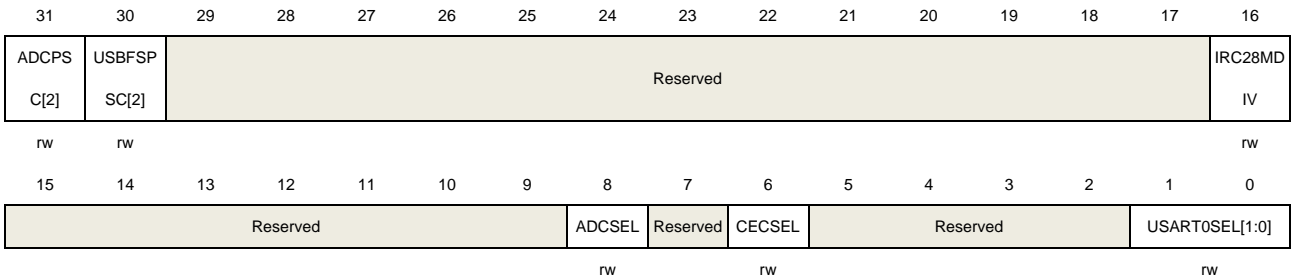 31 30 29 28 27 26 25 24 23 22 21 20 19 18 17 16
ADCPS USBFSP IRC28MD
Reserved
C[2] SC[2] IV
rw rw rw
15 14 13 12 11 10 9 8 7 6 5 4 3 2 1 0
Reserved ADCSEL Reserved CECSEL Reserved USART0SEL[1:0]
rw rw rw